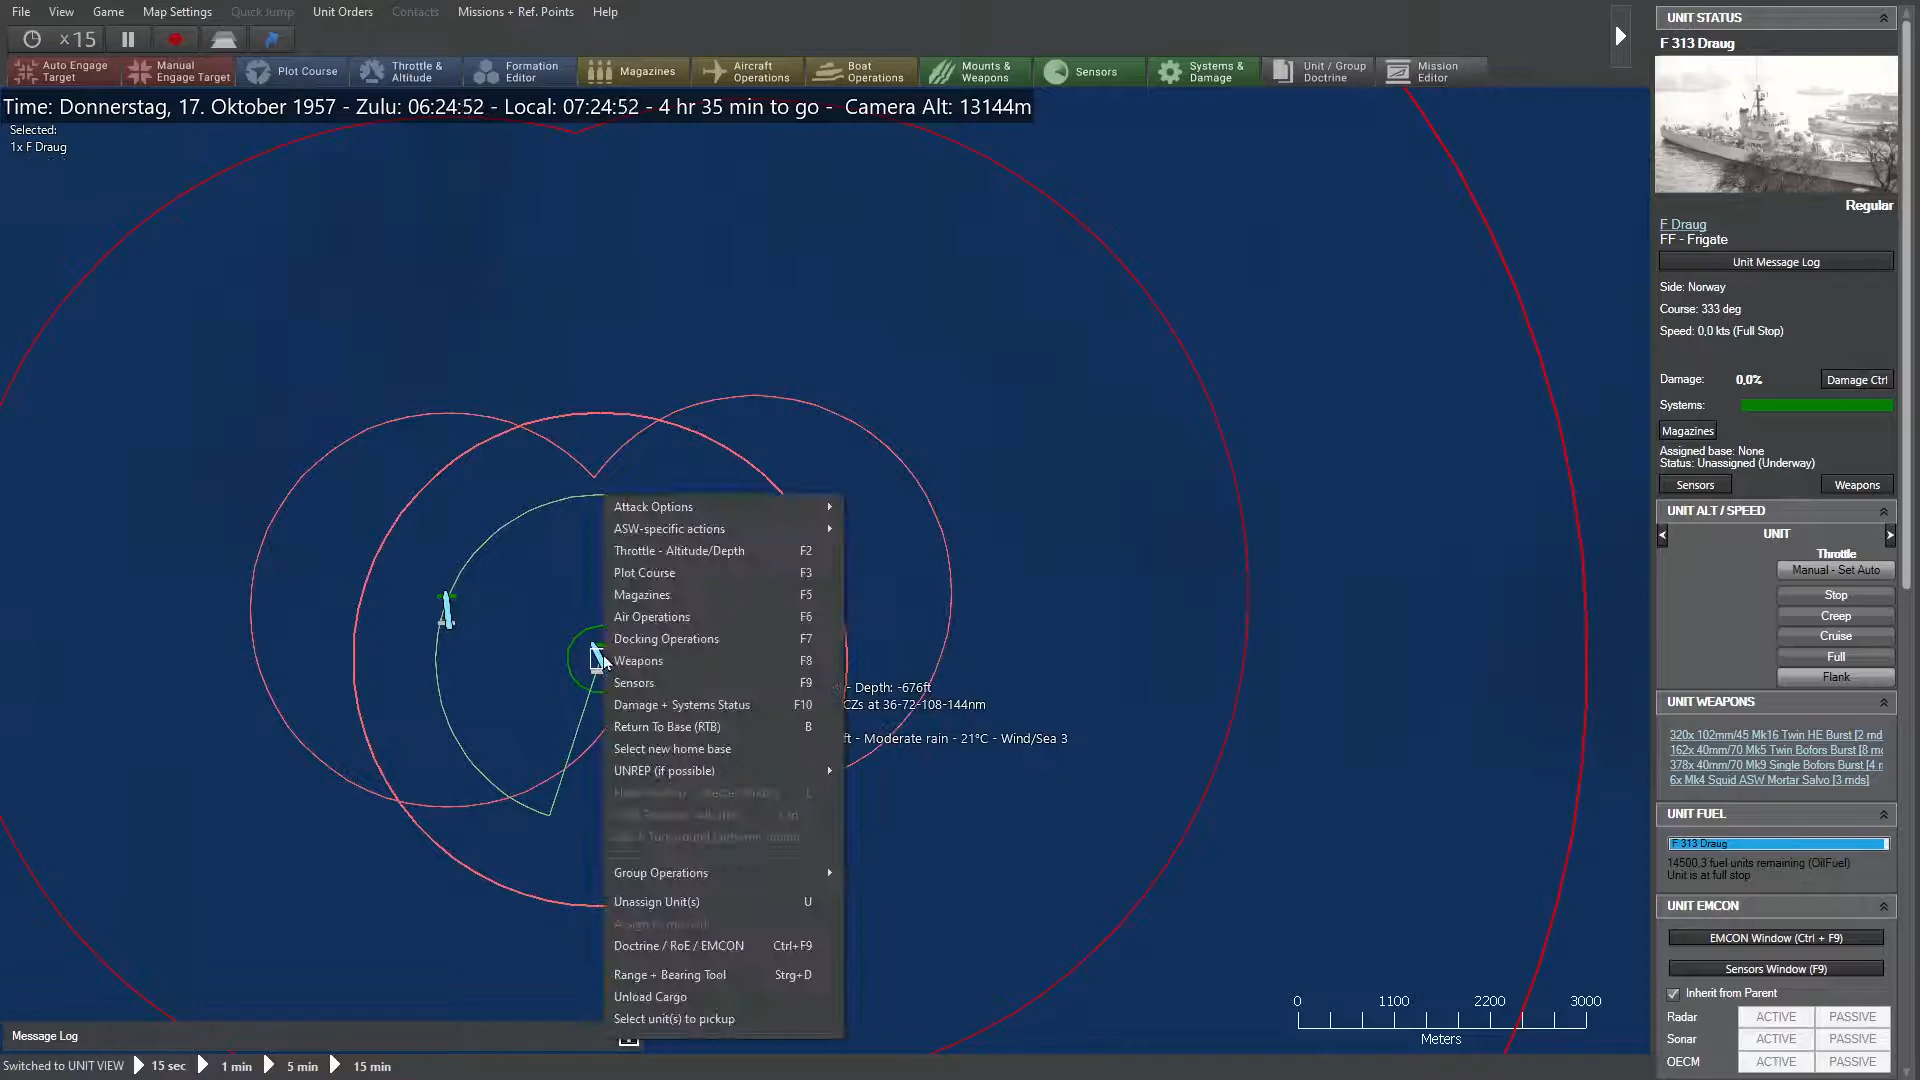 File View Game Map Settings Quick Jump Unit Orders Contacts Missions + Ref. Points Help
x15
Auto Engage Target
Manual Engage Target
Plot Course
Throttle & Altitude
Formation Editor
Magazines
Aircraft Operations
Boat Operations
Mounts & Weapons
Sensors
Systems & Damage
Unit / Group Doctrine
Mission Editor
Time: Donnerstag, 17. Oktober 1957 - Zulu: 06:24:52 - Local: 07:24:52 - 4 hr 35 min to go - Camera Alt: 13144m
Selected:
1x F Draug
Attack Options
ASW-specific actions
Throttle - Altitude/Depth F2
Plot Course F3
Magazines F5
Air Operations F6
Docking Operations F7
Weapons F8
Sensors F9
Damage + Systems Status F10
Return To Base (RTB) B
Select new home base
UNREP (if possible)
Group Operations
Unassign Unit(s) U
Doctrine / RoE / EMCON Ctrl+F9
Range + Bearing Tool Strg+D
Unload Cargo
Select unit(s) to pickup
- Depth: -676ft
CZs at 36-72-108-144nm
ft - Moderate rain - 21°C - Wind/Sea 3
0 1100 2200 3000
Meters
Message Log
Switched to UNIT VIEW 15 sec 1 min 5 min 15 min
UNIT STATUS
F 313 Draug
Regular
F Draug
FF - Frigate
Unit Message Log
Side: Norway
Course: 333 deg
Speed: 0,0 kts (Full Stop)
Damage: 0,0% Damage Ctrl
Systems:
Magazines
Assigned base: None
Status: Unassigned (Underway)
Sensors Weapons
UNIT ALT / SPEED
UNIT
Throttle
Manual - Set Auto
Stop
Creep
Cruise
Full
Flank
UNIT WEAPONS
320x 102mm/45 Mk16 Twin HE Burst [2 rnd
162x 40mm/70 Mk5 Twin Bofors Burst [8 rnd
378x 40mm/70 Mk9 Single Bofors Burst [4 r
6x Mk4 Squid ASW Mortar Salvo [3 rnds]
UNIT FUEL
F 313 Draug
14500,3 fuel units remaining (OilFuel)
Unit is at full stop
UNIT EMCON
EMCON Window (Ctrl + F9)
Sensors Window (F9)
Inherit from Parent
Radar ACTIVE PASSIVE
Sonar ACTIVE PASSIVE
OECM ACTIVE PASSIVE